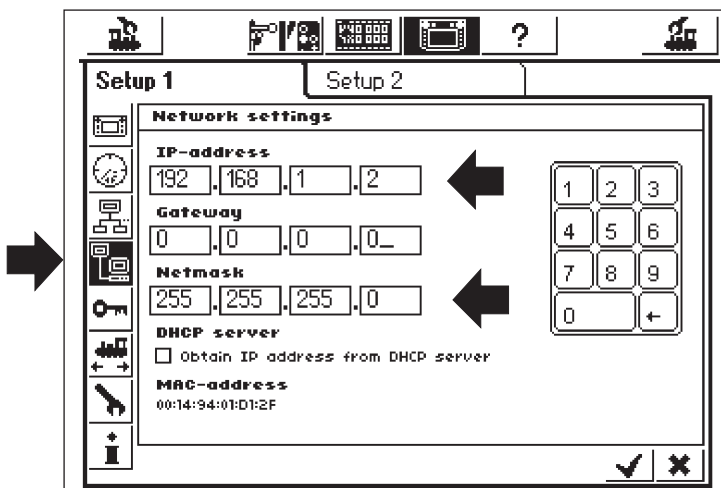 ?
Setup 1 Setup 2
Network settings
IP-address
192 . 168 . 1 . 2
Gateway
0 . 0 . 0 . 0_
Netmask
255 . 255 . 255 . 0
DHCP server
Obtain IP address from DHCP server
MAC-address
00:14:94:01:D1:2F
1 2 3
4 5 6
7 8 9
0 ←